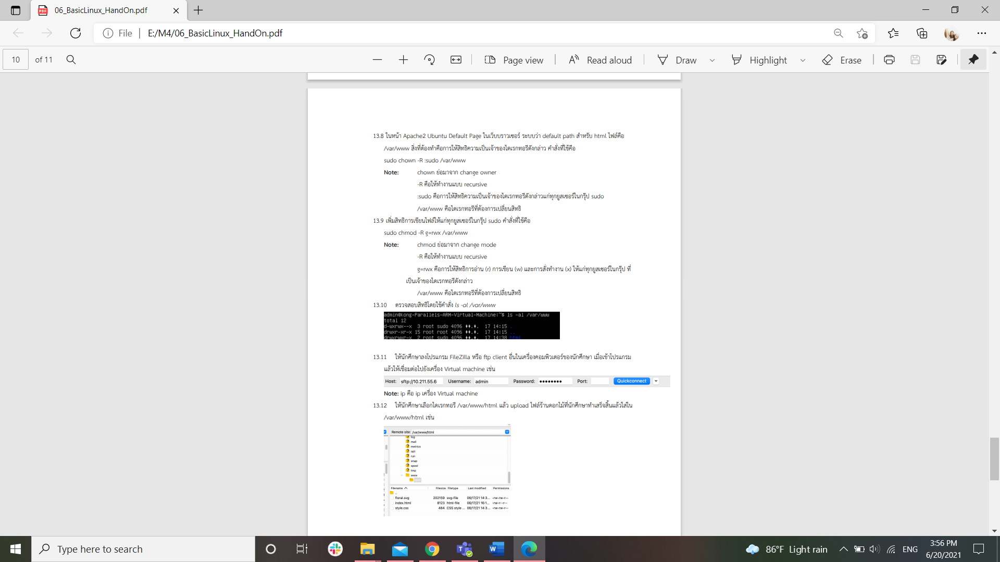 06_BasicLinux_HandOn.pdf
File
E:/M4/06_BasicLinux_HandOn.pdf
10 of 11
Page view
Read aloud
Draw
Highlight
Erase
13.8 ในหน้า Apache2 Ubuntu Default Page ในเว็บบราวเซอร์ ระบบว่า default path สำหรับ html ไฟล์คือ
/var/www สิ่งที่ต้องทำคือการให้สิทธิความเป็นเจ้าของไดเรกทอรีดังกล่าว คำสั่งที่ใช้คือ
sudo chown -R :sudo /var/www
Note: chown ย่อมาจาก change owner
-R คือให้ทำงานแบบ recursive
:sudo คือการให้สิทธิความเป็นเจ้าของไดเรกทอรีดังกล่าวแก่ทุกยูสเซอร์ในกรุ๊ป sudo
/var/www คือไดเรกทอรีที่ต้องการเปลี่ยนสิทธิ
13.9 เพิ่มสิทธิการเขียนไฟล์ให้แก่ทุกยูสเซอร์ในกรุ๊ป sudo คำสั่งที่ใช้คือ
sudo chmod -R g=rwx /var/www
Note: chmod ย่อมาจาก change mode
-R คือให้ทำงานแบบ recursive
g=rwx คือการให้สิทธิการอ่าน (r) การเขียน (w) และการสั่งทำงาน (x) ให้แก่ทุกยูสเซอร์ในกรุ๊ป ที่
เป็นเจ้าของไดเรกทอรีดังกล่าว
/var/www คือไดเรกทอรีที่ต้องการเปลี่ยนสิทธิ
13.10 ตรวจสอบสิทธิโดยใช้คำสั่ง ls -al /var/www
admin@kong-Parallels-ARM-Virtual-Machine:~$ ls -al /var/www
total 12
d-wxrwx--x 3 root sudo 4096 ♦♦.♦. 17 14:15 .
drwxr-xr-x 15 root root 4096 ♦♦.♦. 17 14:15 ..
drwxrwxr-x 2 root sudo 4096 ♦♦.♦. 17 14:38 html
13.11 ให้นักศึกษาลงโปรแกรม FileZilla หรือ ftp client อื่นในเครื่องคอมพิวเตอร์ของนักศึกษา เมื่อเข้าโปรแกรม
แล้วให้เชื่อมต่อไปยังเครื่อง Virtual machine เช่น
Host: sftp://10.211.55.6 Username: admin Password: •••••••• Port: Quickconnect
Note: ip คือ ip เครื่อง Virtual machine
13.12 ให้นักศึกษาเลือกไดเรกทอรี /var/www/html แล้ว upload ไฟล์ร้านดอกไม้ที่นักศึกษาทำเสร็จสิ้นแล้วใส่ใน
/var/www/html เช่น
Remote site: /var/www/html
log
mail
metrics
opt
run
snap
spool
tmp
www
Filename Filesize Filetype Last modified Permissions
..
floral.svg 202159 svg-file 06/17/21 14:3... -rw-rw-r--
index.html 8123 html-file 06/17/21 16:1... -rw-r--r--
style.css 484 CSS style ... 06/17/21 14:3... -rw-rw-r--
Type here to search
86°F Light rain
ENG
3:56 PM
6/20/2021